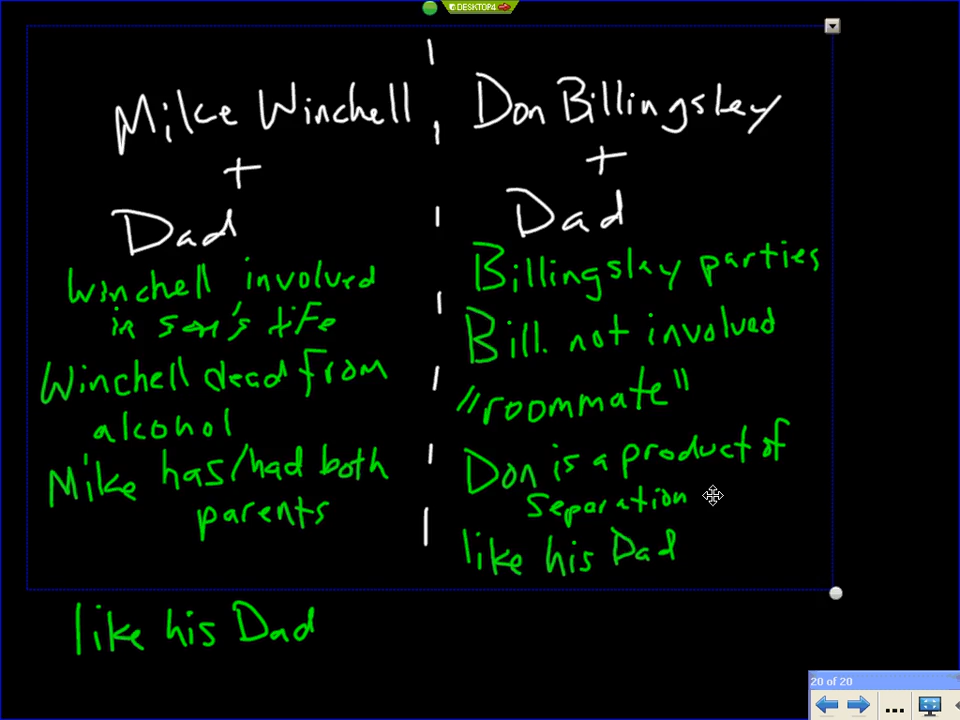 DESKTOP4
Mike Winchell
+
Dad
Winchell involved
in son's life
Winchell dead from
alcohol
Mike has/had both
parents
like his Dad
Don Billingsley
+
Dad
Billingslay parties
Bill. not involved
"roommate"
Don is a product of
separation
like his Dad
20 of 20
...